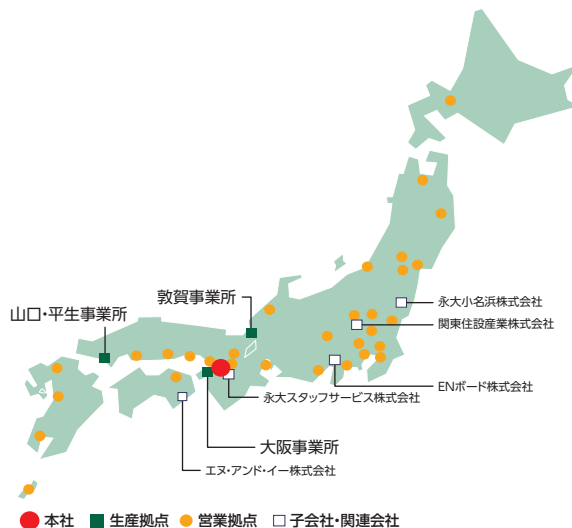 敦賀事業所
山口・平生事業所
永大小名浜株式会社
関東住設産業株式会社
ENボード株式会社
永大スタッフサービス株式会社
大阪事業所
エヌ・アンド・イー株式会社
本社 生産拠点 営業拠点 子会社・関連会社